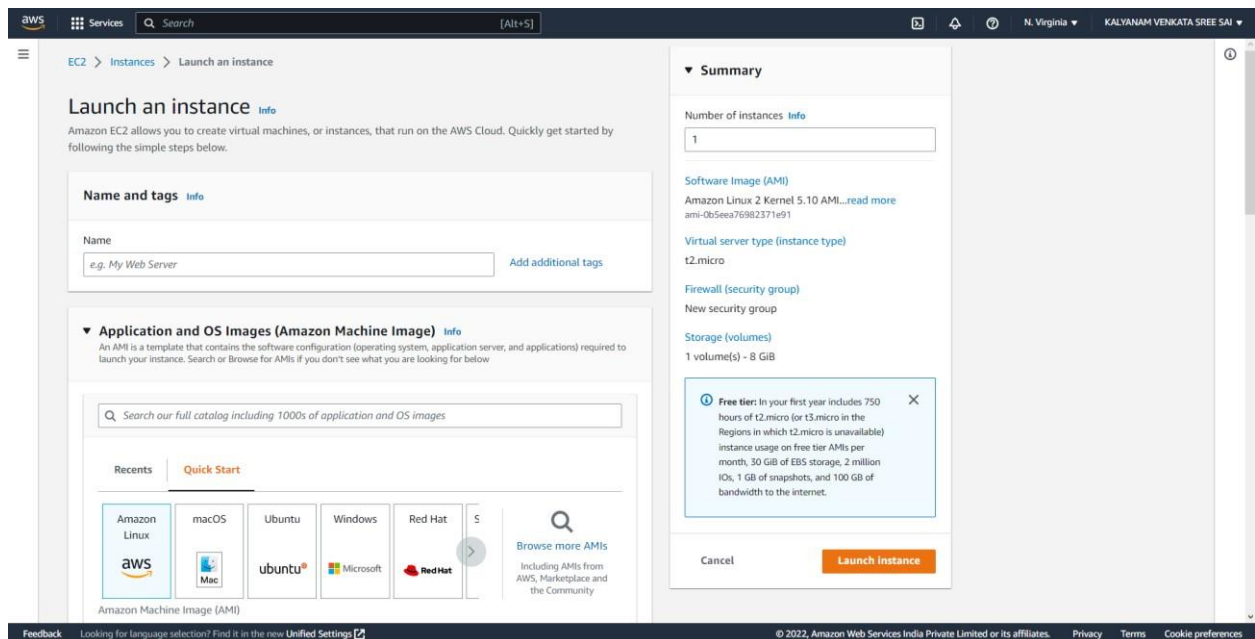 aws
Services
Search
[Alt+S]
N. Virginia
KALYANAM VENKATA SREE SAI
EC2 > Instances > Launch an instance
Launch an instance Info
Amazon EC2 allows you to create virtual machines, or instances, that run on the AWS Cloud. Quickly get started by
following the simple steps below.
Name and tags Info
Name
e.g. My Web Server
Add additional tags
Application and OS Images (Amazon Machine Image) Info
An AMI is a template that contains the software configuration (operating system, application server, and applications) required to
launch your instance. Search or Browse for AMIs if you don't see what you are looking for below
Search our full catalog including 1000s of application and OS images
Recents
Quick Start
Amazon
Linux
aws
macOS
Mac
Ubuntu
ubuntu®
Windows
Microsoft
Red Hat
Red Hat
S
Browse more AMIs
Including AMIs from
AWS, Marketplace and
the Community
Amazon Machine Image (AMI)
Summary
Number of instances Info
1
Software Image (AMI)
Amazon Linux 2 Kernel 5.10 AMI...read more
ami-0b5eea76982371e91
Virtual server type (instance type)
t2.micro
Firewall (security group)
New security group
Storage (volumes)
1 volume(s) - 8 GiB
Free tier: In your first year includes 750
hours of t2.micro (or t3.micro in the
Regions in which t2.micro is unavailable)
instance usage on free tier AMIs per
month, 30 GiB of EBS storage, 2 million
IOs, 1 GB of snapshots, and 100 GB of
bandwidth to the internet.
Cancel
Launch instance
Feedback
Looking for language selection? Find it in the new Unified Settings
© 2022, Amazon Web Services India Private Limited or its affiliates.
Privacy
Terms
Cookie preferences